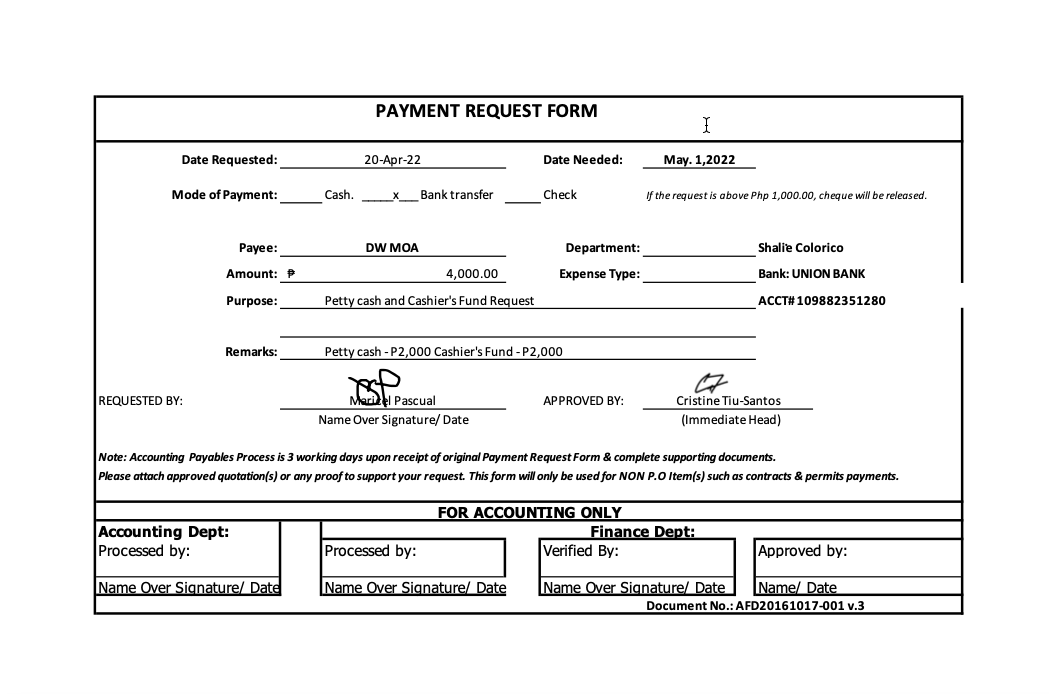 PAYMENT REQUEST FORM
Date Requested: 20-Apr-22 Date Needed: May. 1,2022
Mode of Payment: ______ Cash. _____x___ Bank transfer _____ Check If the request is above Php 1,000.00, cheque will be released.
Payee: DW MOA Department: Shalie Colorico
Amount: ₱ 4,000.00 Expense Type: Bank: UNION BANK
Purpose: Petty cash and Cashier's Fund Request ACCT# 109882351280
Remarks: Petty cash - P2,000 Cashier's Fund - P2,000
REQUESTED BY: Maricel Pascual APPROVED BY: Cristine Tiu-Santos
Name Over Signature/ Date (Immediate Head)
Note: Accounting Payables Process is 3 working days upon receipt of original Payment Request Form & complete supporting documents.
Please attach approved quotation(s) or any proof to support your request. This form will only be used for NON P.O Item(s) such as contracts & permits payments.
FOR ACCOUNTING ONLY
Accounting Dept: Finance Dept:
Processed by: Processed by: Verified By: Approved by:
Name Over Signature/ Date Name Over Signature/ Date Name Over Signature/ Date Name/ Date
Document No.: AFD20161017-001 v.3